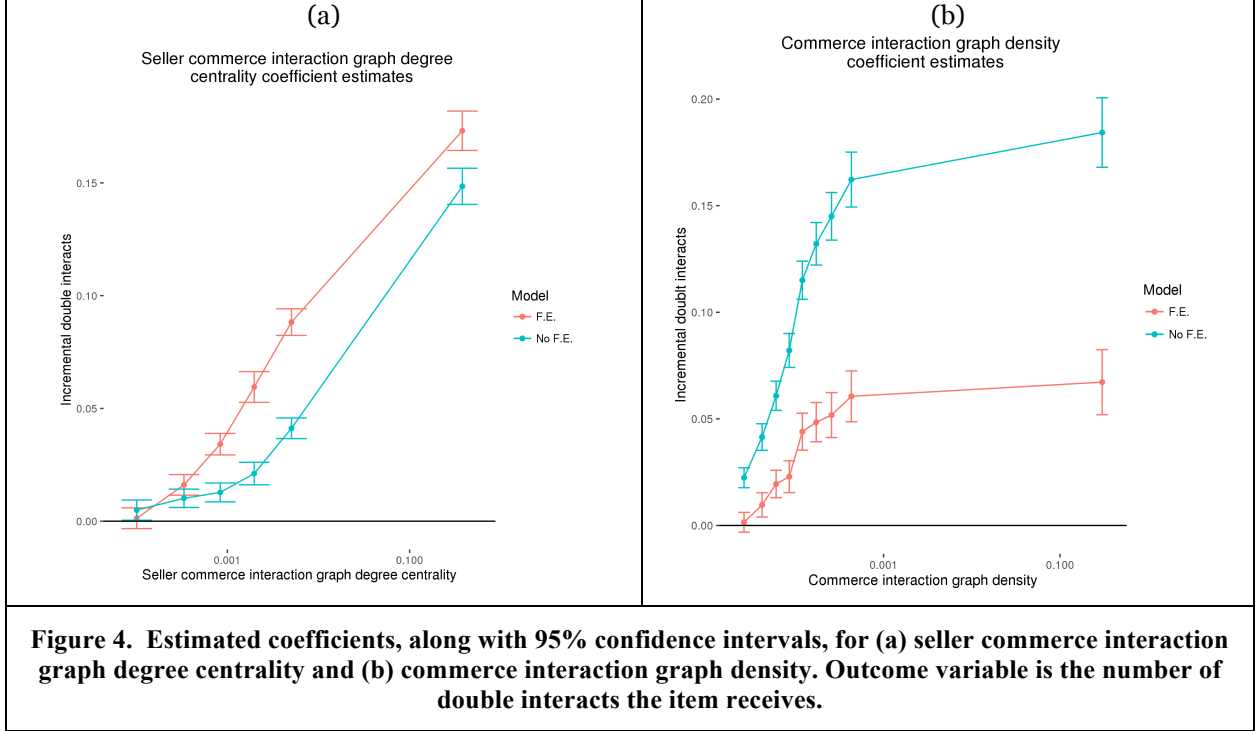 (a)
Seller commerce interaction graph degree
centrality coefficient estimates
Incremental double interacts
0.15
0.10
0.05
0.00
0.001
0.100
Seller commerce interaction graph degree centrality
Model
F.E.
No F.E.
(b)
Commerce interaction graph density
coefficient estimates
Incremental doublt interacts
0.20
0.15
0.10
0.05
0.00
0.001
0.100
Commerce interaction graph density
Model
F.E.
No F.E.
Figure 4. Estimated coefficients, along with 95% confidence intervals, for (a) seller commerce interaction
graph degree centrality and (b) commerce interaction graph density. Outcome variable is the number of
double interacts the item receives.